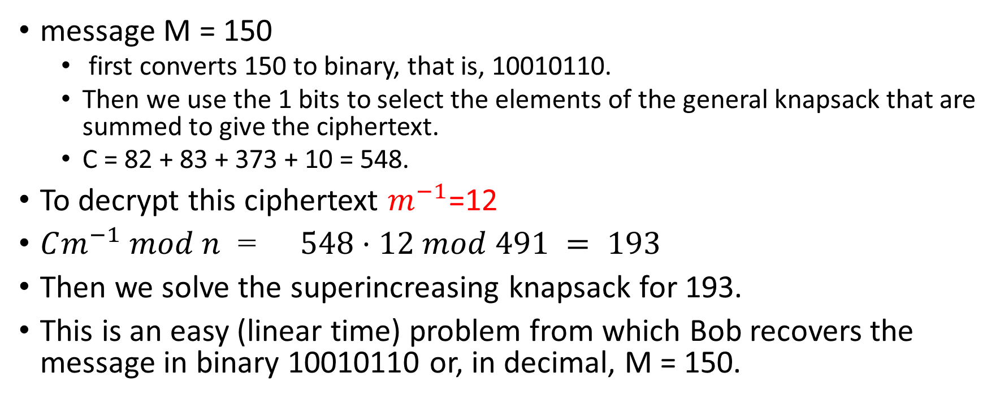 • message M = 150
• first converts 150 to binary, that is, 10010110.
• Then we use the 1 bits to select the elements of the general knapsack that are
summed to give the ciphertext.
• C = 82 + 83 + 373 + 10 = 548.
• To decrypt this ciphertext m⁻¹=12
• Cm⁻¹ mod n = 548 · 12 mod 491 = 193
• Then we solve the superincreasing knapsack for 193.
• This is an easy (linear time) problem from which Bob recovers the
message in binary 10010110 or, in decimal, M = 150.